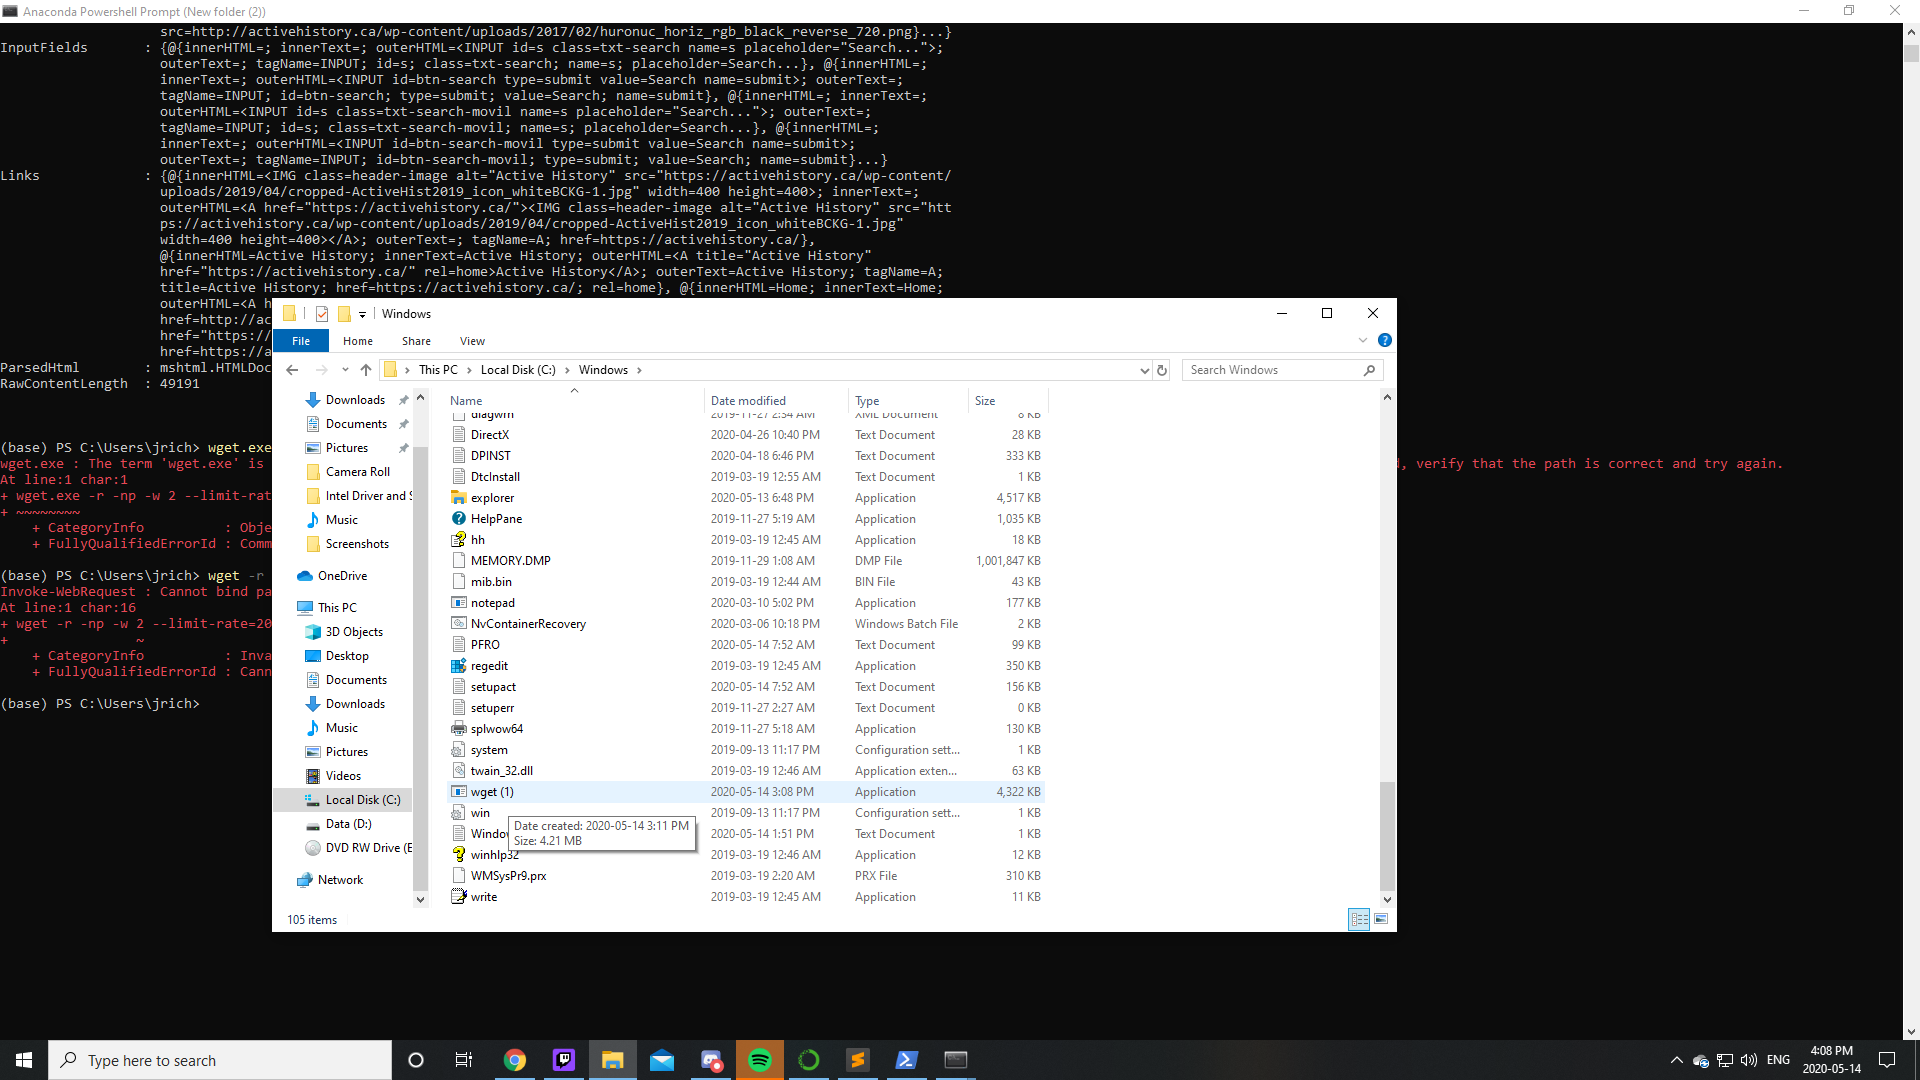 Anaconda Powershell Prompt (New folder (2))
src=http://activehistory.ca/wp-content/uploads/2017/02/huronuc_horiz_rgb_black_reverse_720.png}...}
InputFields : {@{innerHTML=; innerText=; outerHTML=<INPUT id=s class=txt-search name=s placeholder="Search...">;
outerText=; tagName=INPUT; id=s; class=txt-search; name=s; placeholder=Search...}, @{innerHTML=;
innerText=; outerHTML=<INPUT id=btn-search type=submit value=Search name=submit>; outerText=;
tagName=INPUT; id=btn-search; type=submit; value=Search; name=submit}, @{innerHTML=; innerText=;
outerHTML=<INPUT id=s class=txt-search-movil name=s placeholder="Search...">; outerText=;
tagName=INPUT; id=s; class=txt-search-movil; name=s; placeholder=Search...}, @{innerHTML=;
innerText=; outerHTML=<INPUT id=btn-search-movil type=submit value=Search name=submit>;
outerText=; tagName=INPUT; id=btn-search-movil; type=submit; value=Search; name=submit}...}
Links : {@{innerHTML=<IMG class=header-image alt="Active History" src="https://activehistory.ca/wp-content/
uploads/2019/04/cropped-ActiveHist2019_icon_whiteBCKG-1.jpg" width=400 height=400>; innerText=;
outerHTML=<A href="https://activehistory.ca/"><IMG class=header-image alt="Active History" src="htt
ps://activehistory.ca/wp-content/uploads/2019/04/cropped-ActiveHist2019_icon_whiteBCKG-1.jpg"
width=400 height=400></A>; outerText=; tagName=A; href=https://activehistory.ca/},
@{innerHTML=Active History; innerText=Active History; outerHTML=<A title="Active History"
href="https://activehistory.ca/" rel=home>Active History</A>; outerText=Active History; tagName=A;
title=Active History; href=https://activehistory.ca/; rel=home}, @{innerHTML=Home; innerText=Home;
outerHTML=<A h
href=http://ac
href="https://
href=https://a
ParsedHtml : mshtml.HTMLDoc
RawContentLength : 49191
(base) PS C:\Users\jrich> wget.exe
wget.exe : The term 'wget.exe' is
, verify that the path is correct and try again.
At line:1 char:1
+ wget.exe -r -np -w 2 --limit-rat
+ ~~~~~~~~
+ CategoryInfo : Obje
+ FullyQualifiedErrorId : Comm
(base) PS C:\Users\jrich> wget -r
Invoke-WebRequest : Cannot bind pa
At line:1 char:16
+ wget -r -np -w 2 --limit-rate=20
+ ~
+ CategoryInfo : Inva
+ FullyQualifiedErrorId : Cann
(base) PS C:\Users\jrich>
Windows
File Home Share View
This PC > Local Disk (C:) > Windows >
Search Windows
Downloads
Documents
Pictures
Camera Roll
Intel Driver and S
Music
Screenshots
OneDrive
This PC
3D Objects
Desktop
Documents
Downloads
Music
Pictures
Videos
Local Disk (C:)
Data (D:)
DVD RW Drive (E
Network
Name Date modified Type Size
diagwrn 2019-11-27 2:34 AM XML Document 8 KB
DirectX 2020-04-26 10:40 PM Text Document 28 KB
DPINST 2020-04-18 6:46 PM Text Document 333 KB
DtcInstall 2019-03-19 12:55 AM Text Document 1 KB
explorer 2020-05-13 6:48 PM Application 4,517 KB
HelpPane 2019-11-27 5:19 AM Application 1,035 KB
hh 2019-03-19 12:45 AM Application 18 KB
MEMORY.DMP 2019-11-29 1:08 AM DMP File 1,001,847 KB
mib.bin 2019-03-19 12:44 AM BIN File 43 KB
notepad 2020-03-10 5:02 PM Application 177 KB
NvContainerRecovery 2020-03-06 10:18 PM Windows Batch File 2 KB
PFRO 2020-05-14 7:52 AM Text Document 99 KB
regedit 2019-03-19 12:45 AM Application 350 KB
setupact 2020-05-14 7:52 AM Text Document 156 KB
setuperr 2019-11-27 2:27 AM Text Document 0 KB
splwow64 2019-11-27 5:18 AM Application 130 KB
system 2019-09-13 11:17 PM Configuration sett... 1 KB
twain_32.dll 2019-03-19 12:46 AM Application exten... 63 KB
wget (1) 2020-05-14 3:08 PM Application 4,322 KB
win 2019-09-13 11:17 PM Configuration sett... 1 KB
Window 2020-05-14 1:51 PM Text Document 1 KB
winhlp32 2019-03-19 12:46 AM Application 12 KB
WMSysPr9.prx 2019-03-19 2:20 AM PRX File 310 KB
write 2019-03-19 12:45 AM Application 11 KB
Date created: 2020-05-14 3:11 PM
Size: 4.21 MB
105 items
Type here to search
ENG
4:08 PM
2020-05-14